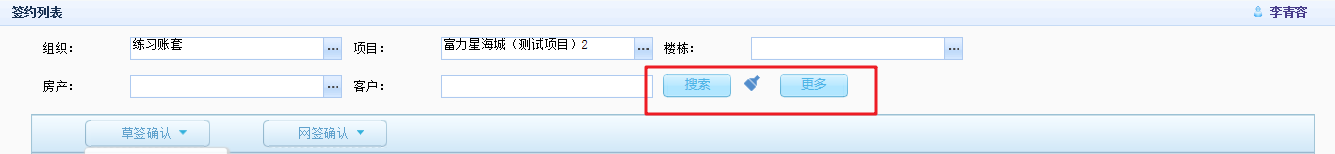 签约列表 李青容
组织： 练习账套 ... 项目： 富力星海城（测试项目）2 ... 楼栋： ...
房产： ... 客户： 搜索 更多
草签确认 网签确认